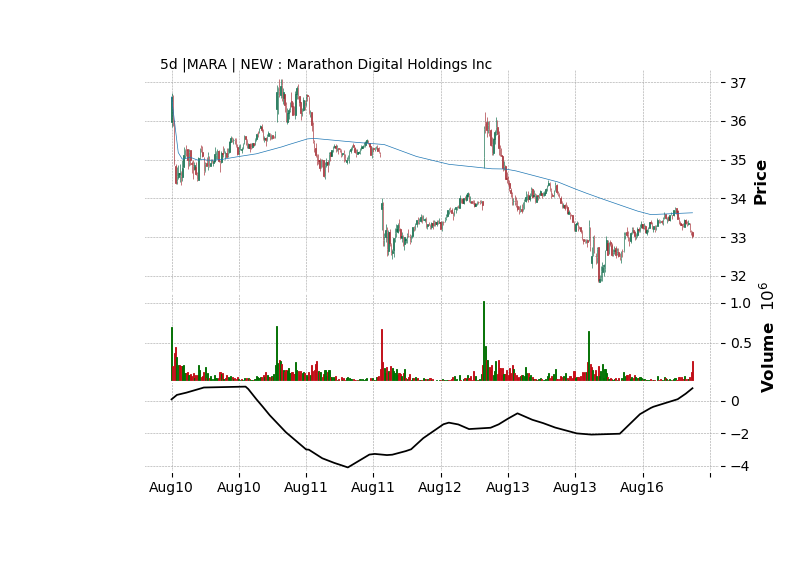 5d |MARA | NEW : Marathon Digital Holdings Inc
37
36
35
34
33
32
Price
1.0
0.5
Volume 10^6
0
−2
−4
Aug10 Aug10 Aug11 Aug11 Aug12 Aug13 Aug13 Aug16